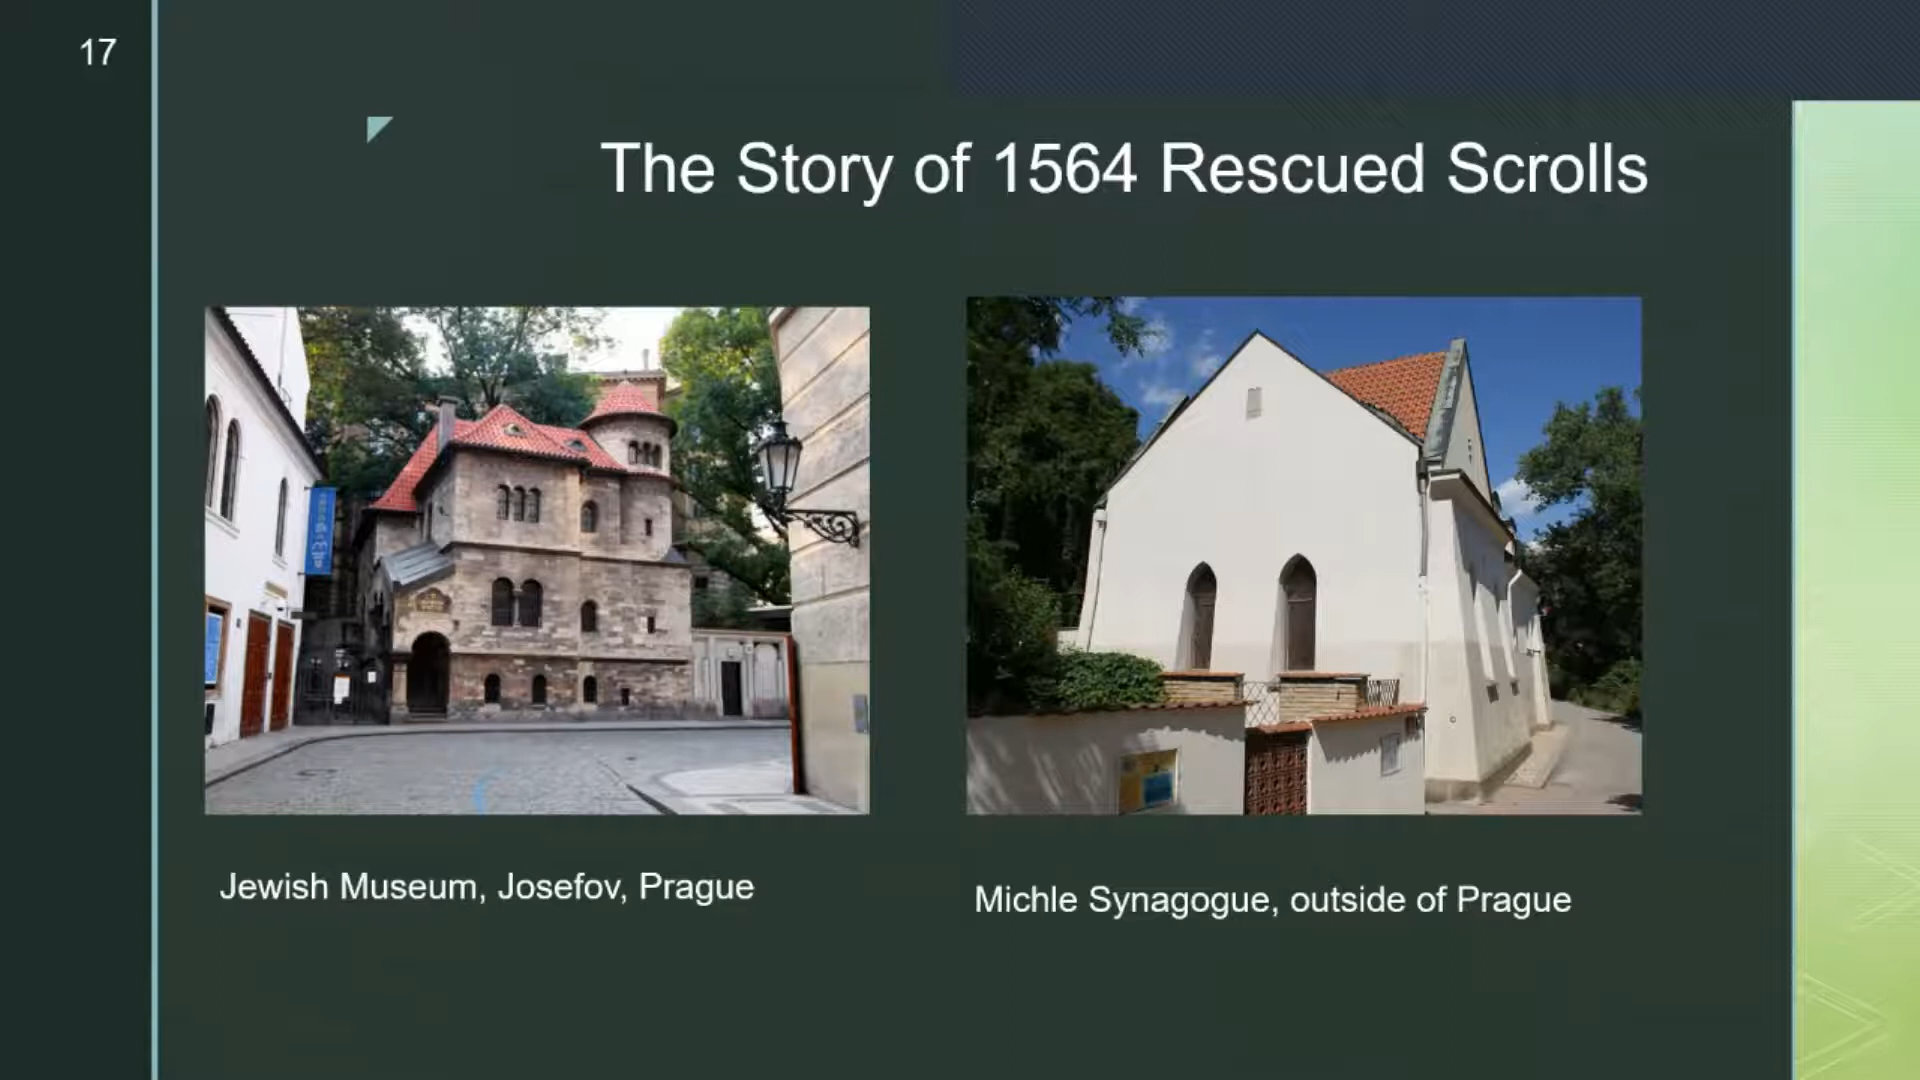 17
The Story of 1564 Rescued Scrolls
Jewish Museum, Josefov, Prague
Michle Synagogue, outside of Prague